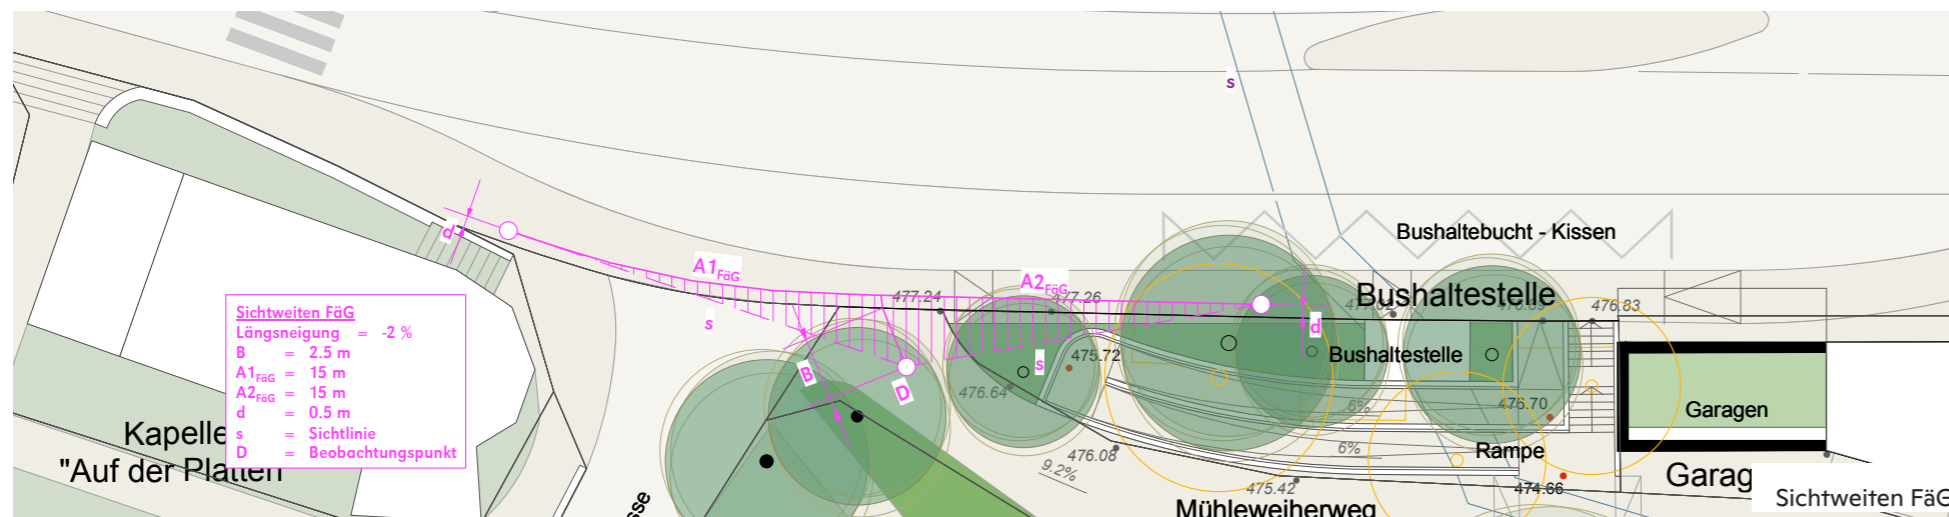 s
Bushaltebucht - Kissen
d
A1FäG
A2FäG
477.24
477.26
Bushaltestelle
476.83
s
d
475.72
Bushaltestelle
s
B
D
476.64
476.70
6%
Garagen
6%
Rampe
476.08
9.2%
475.42
474.66
Garag
Mühleweiherweg
Sichtweiten FäG
sse
Kapelle
"Auf der Platten"
Sichtweiten FäG
Längsneigung = -2 %
B = 2.5 m
A1FäG = 15 m
A2FäG = 15 m
d = 0.5 m
s = Sichtlinie
D = Beobachtungspunkt